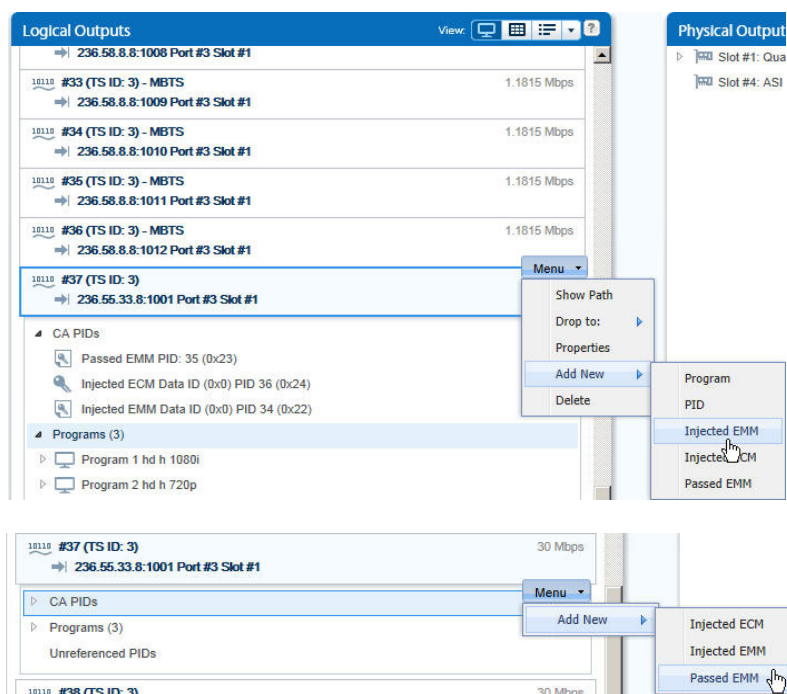 Logical Outputs
View:
?
236.58.8.8:1008 Port #3 Slot #1
10110 #33 (TS ID: 3) - MBTS 1.1815 Mbps
236.58.8.8:1009 Port #3 Slot #1
10110 #34 (TS ID: 3) - MBTS 1.1815 Mbps
236.58.8.8:1010 Port #3 Slot #1
10110 #35 (TS ID: 3) - MBTS 1.1815 Mbps
236.58.8.8:1011 Port #3 Slot #1
10110 #36 (TS ID: 3) - MBTS 1.1815 Mbps
236.58.8.8:1012 Port #3 Slot #1
10110 #37 (TS ID: 3)
236.55.33.8:1001 Port #3 Slot #1
CA PIDs
Passed EMM PID: 35 (0x23)
Injected ECM Data ID (0x0) PID 36 (0x24)
Injected EMM Data ID (0x0) PID 34 (0x22)
Programs (3)
Program 1 hd h 1080i
Program 2 hd h 720p
Menu
Show Path
Drop to:
Properties
Add New
Delete
Program
PID
Injected EMM
Injected ECM
Passed EMM
Physical Output
Slot #1: Qua
Slot #4: ASI
10110 #37 (TS ID: 3) 30 Mbps
236.55.33.8:1001 Port #3 Slot #1
CA PIDs
Programs (3)
Unreferenced PIDs
Menu
Add New
Injected ECM
Injected EMM
Passed EMM
10110 #38 (TS ID: 3) 30 Mbps